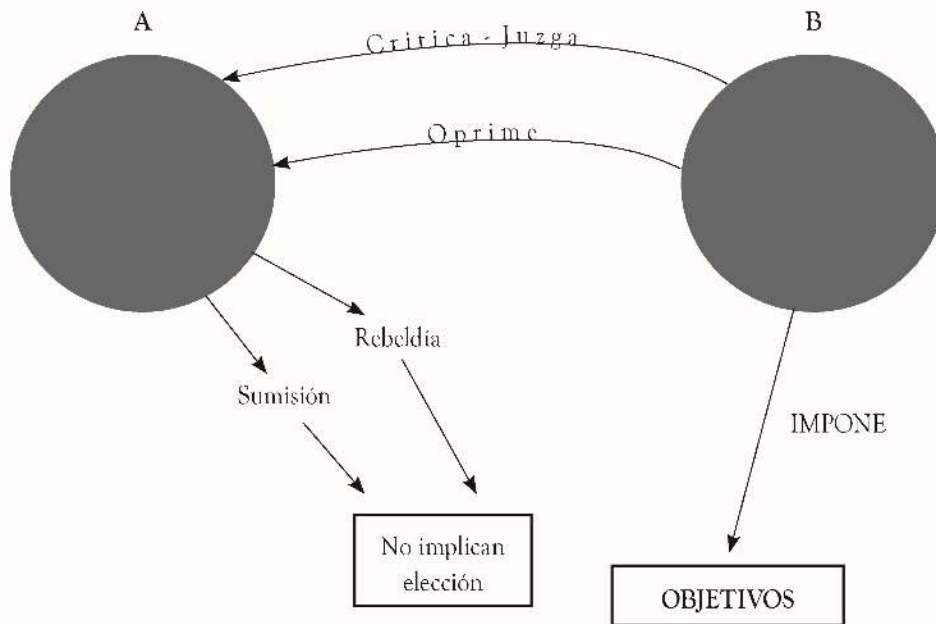 A
B
Critica - Juzga
Oprime
Rebeldía
Sumisión
IMPONE
No implican
elección
OBJETIVOS